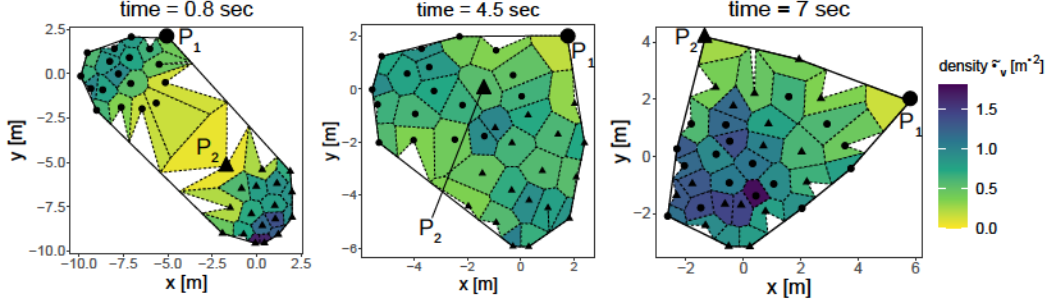 time = 0.8 sec
time = 4.5 sec
time = 7 sec
2.5
0.0
−2.5
−5.0
−7.5
−10.0
y [m]
P1
P2
−10.0 −7.5 −5.0 −2.5 0.0 2.5
x [m]
2
0
−2
−4
−6
y [m]
P1
P2
−4 −2 0 2
x [m]
4
2
0
−2
y [m]
P2
P1
−2 0 2 4 6
x [m]
density r̃v [m−2]
1.5
1.0
0.5
0.0